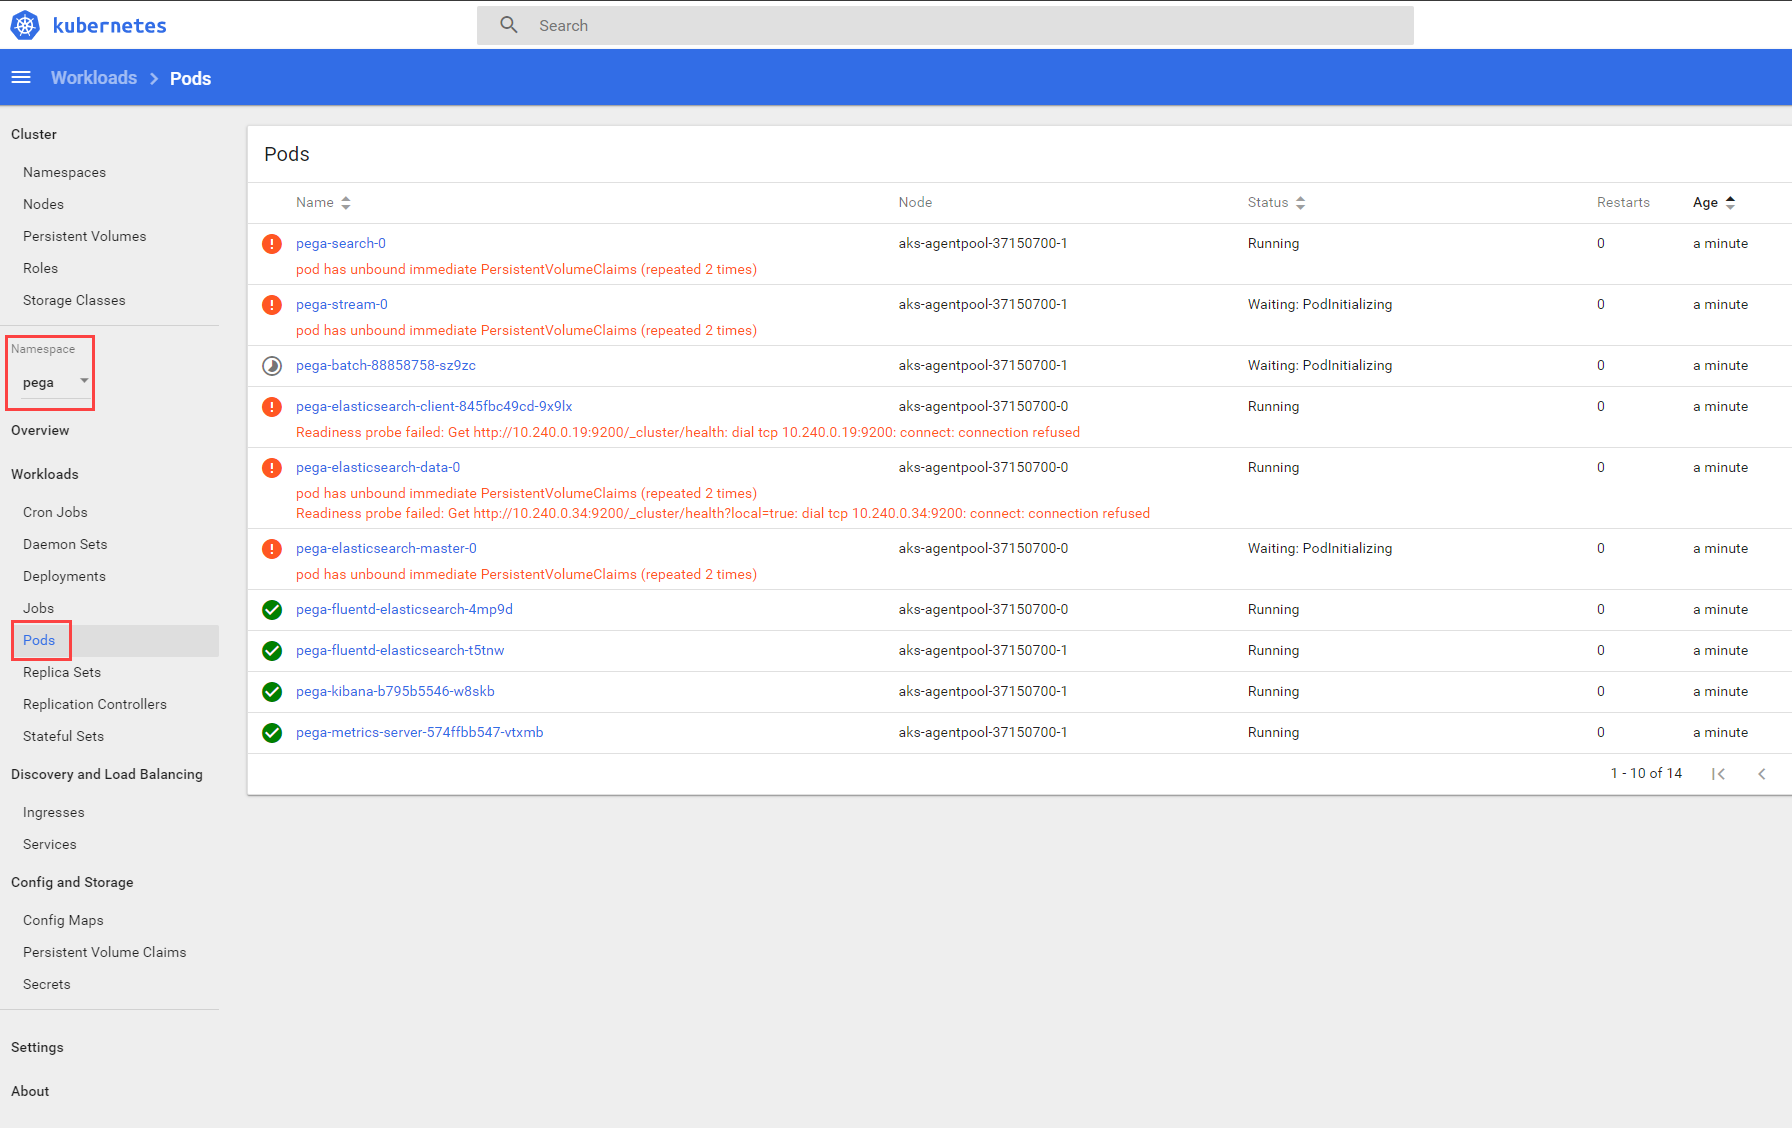 kubernetes
Search
Workloads > Pods
Cluster
Namespaces
Nodes
Persistent Volumes
Roles
Storage Classes
Namespace
pega
Overview
Workloads
Cron Jobs
Daemon Sets
Deployments
Jobs
Pods
Replica Sets
Replication Controllers
Stateful Sets
Discovery and Load Balancing
Ingresses
Services
Config and Storage
Config Maps
Persistent Volume Claims
Secrets
Settings
About
Pods
Name Node Status Restarts Age
pega-search-0 aks-agentpool-37150700-1 Running 0 a minute
pod has unbound immediate PersistentVolumeClaims (repeated 2 times)
pega-stream-0 aks-agentpool-37150700-1 Waiting: PodInitializing 0 a minute
pod has unbound immediate PersistentVolumeClaims (repeated 2 times)
pega-batch-88858758-sz9zc aks-agentpool-37150700-1 Waiting: PodInitializing 0 a minute
pega-elasticsearch-client-845fbc49cd-9x9lx aks-agentpool-37150700-0 Running 0 a minute
Readiness probe failed: Get http://10.240.0.19:9200/_cluster/health: dial tcp 10.240.0.19:9200: connect: connection refused
pega-elasticsearch-data-0 aks-agentpool-37150700-0 Running 0 a minute
pod has unbound immediate PersistentVolumeClaims (repeated 2 times)
Readiness probe failed: Get http://10.240.0.34:9200/_cluster/health?local=true: dial tcp 10.240.0.34:9200: connect: connection refused
pega-elasticsearch-master-0 aks-agentpool-37150700-0 Waiting: PodInitializing 0 a minute
pod has unbound immediate PersistentVolumeClaims (repeated 2 times)
pega-fluentd-elasticsearch-4mp9d aks-agentpool-37150700-0 Running 0 a minute
pega-fluentd-elasticsearch-t5tnw aks-agentpool-37150700-1 Running 0 a minute
pega-kibana-b795b5546-w8skb aks-agentpool-37150700-1 Running 0 a minute
pega-metrics-server-574ffbb547-vtxmb aks-agentpool-37150700-1 Running 0 a minute
1 - 10 of 14